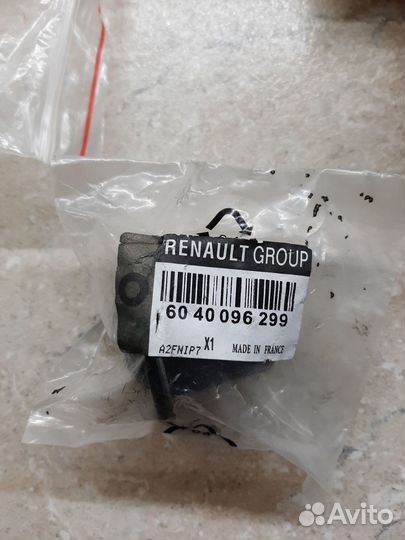 RENAULT GROUP
60 40 096 299
A2FNIP7 X1 MADE IN FRANCE
Avito